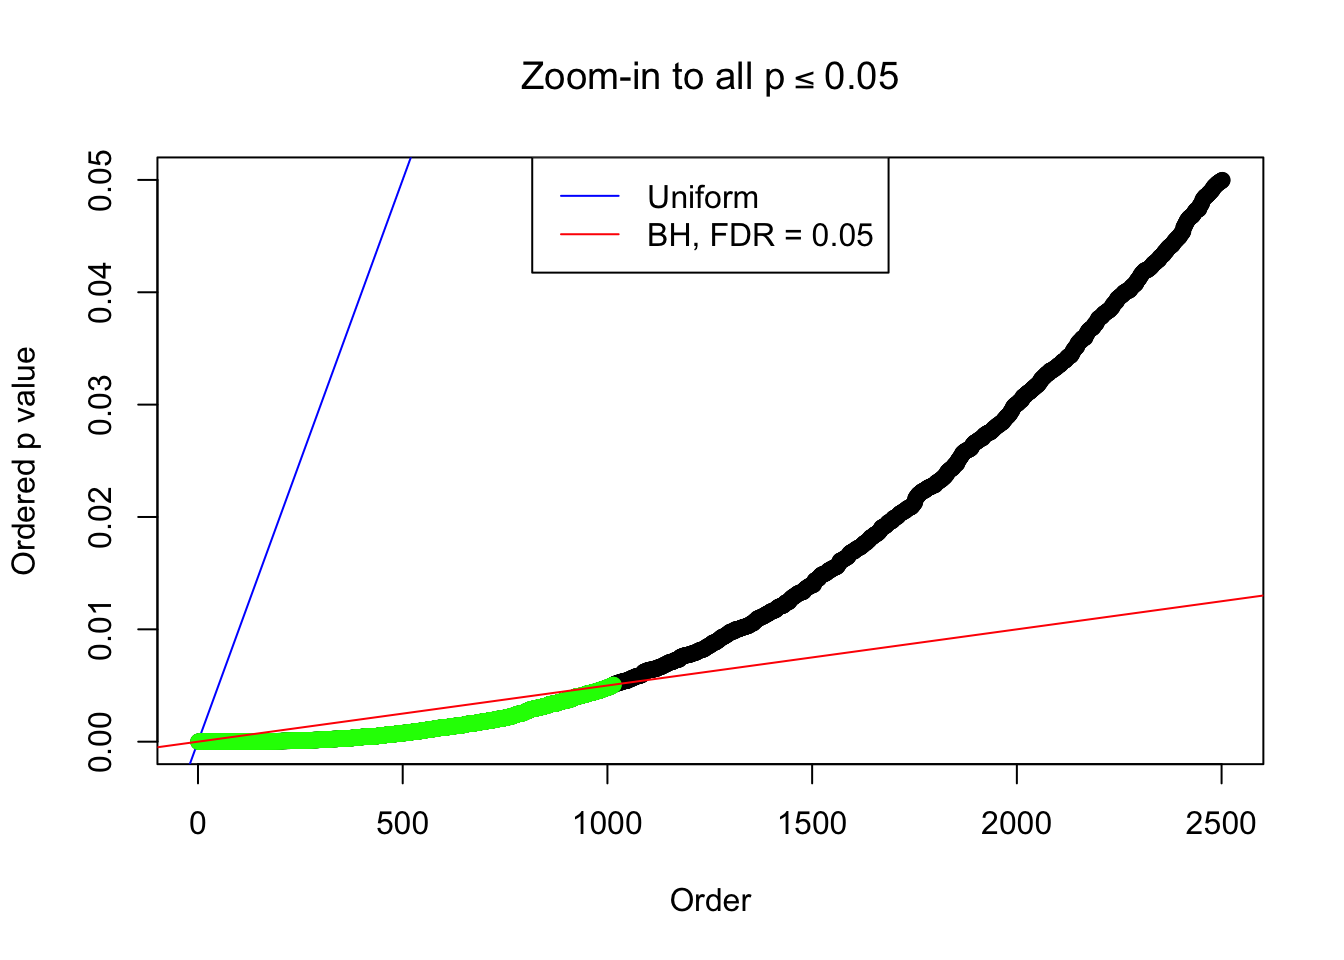 Zoom-in to all p ≤ 0.05
Uniform
BH, FDR = 0.05
Ordered p value
0.05
0.04
0.03
0.02
0.01
0.00
0 500 1000 1500 2000 2500
Order